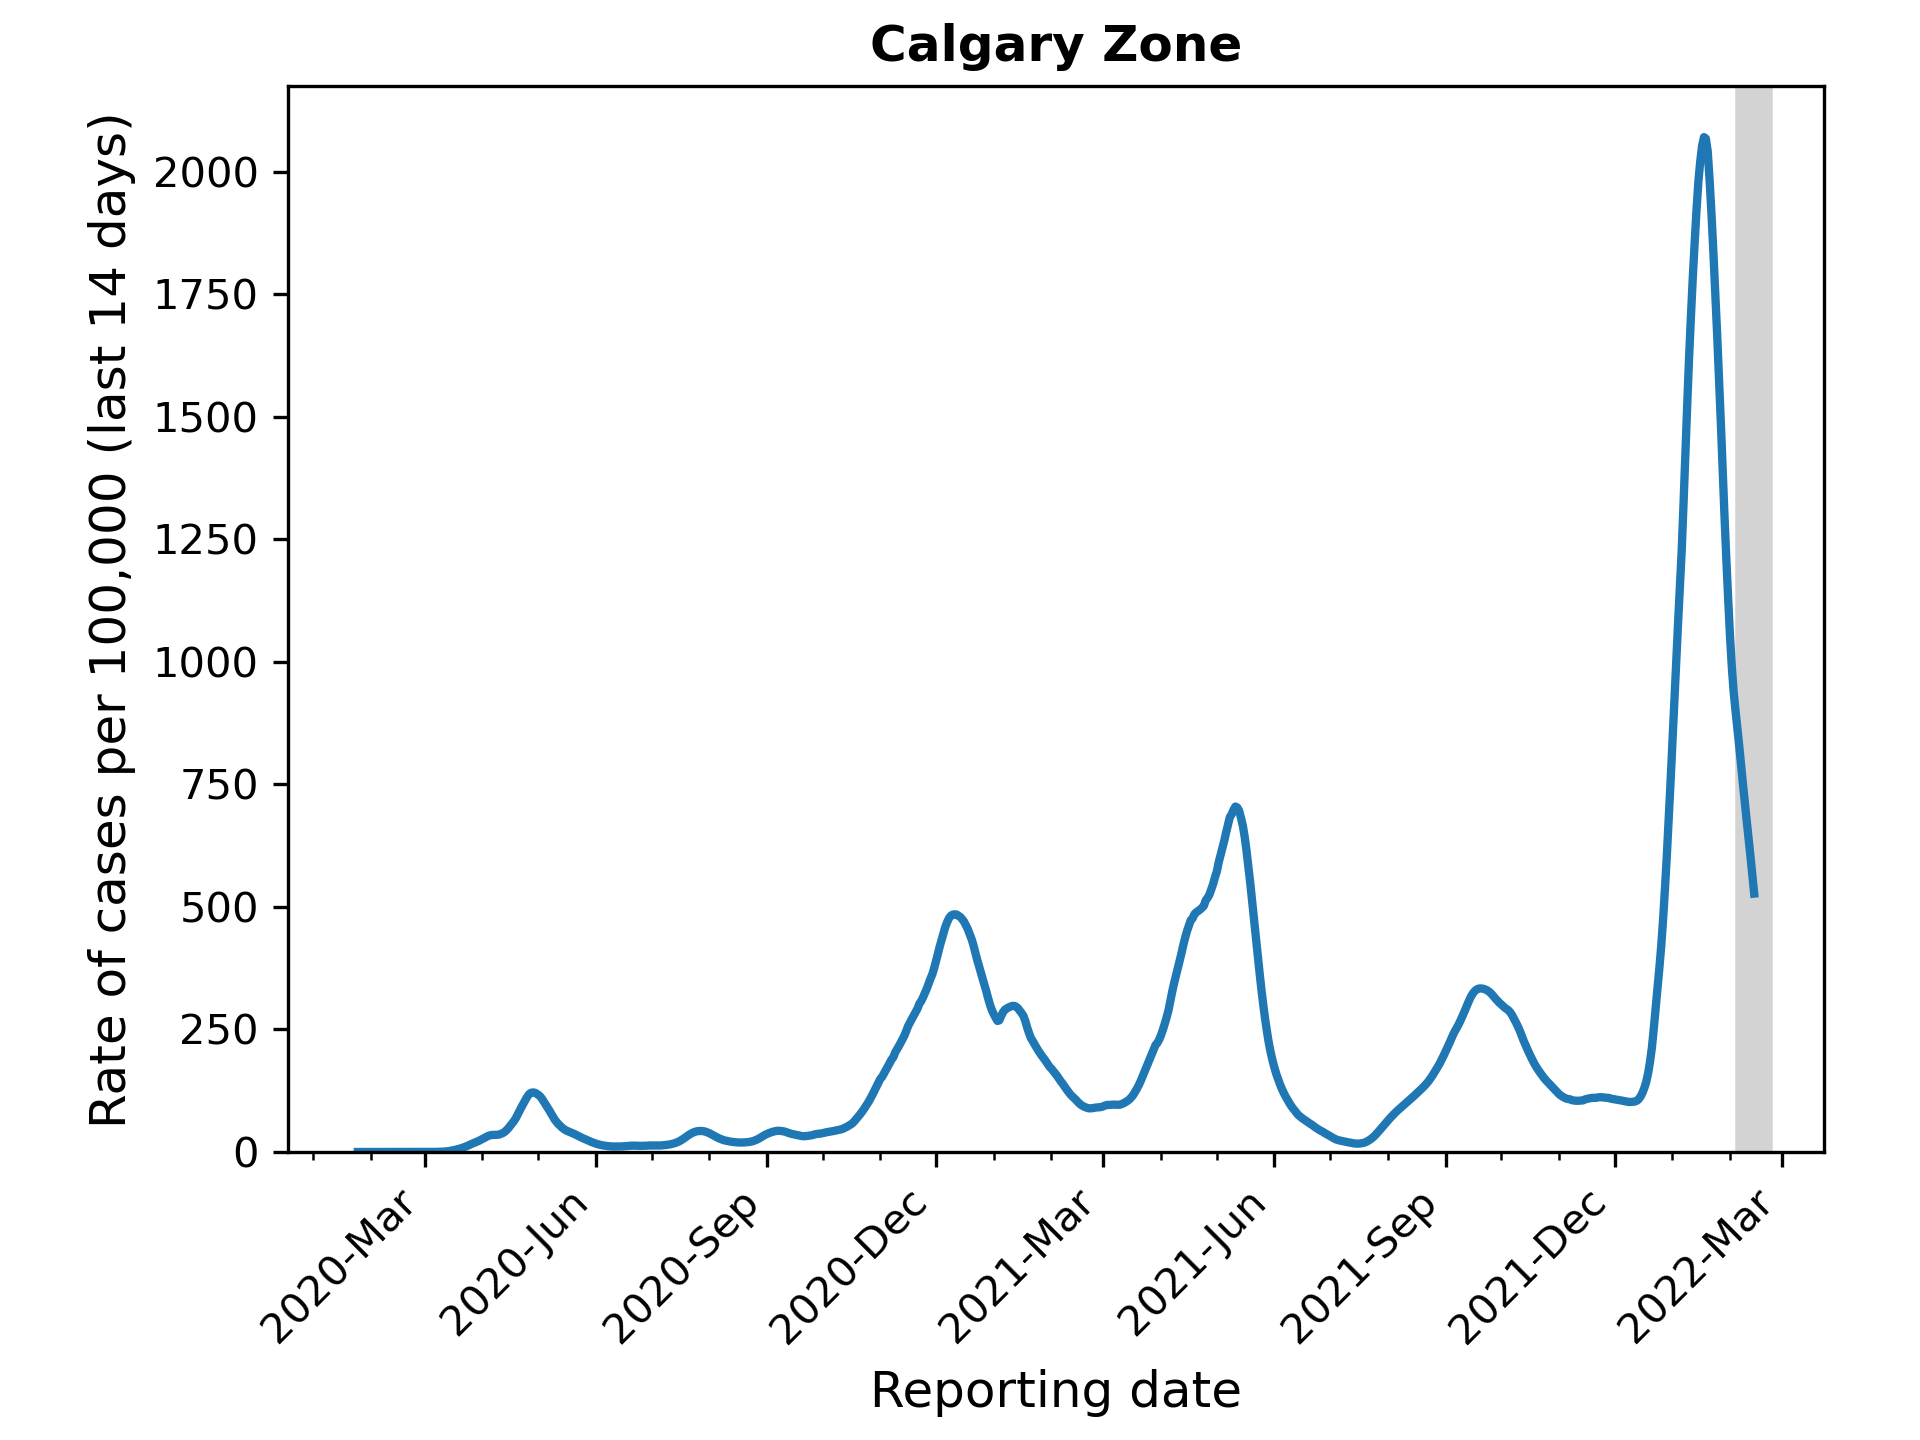 Calgary Zone
Rate of cases per 100,000 (last 14 days)
2000
1750
1500
1250
1000
750
500
250
0
2020-Mar
2020-Jun
2020-Sep
2020-Dec
2021-Mar
2021-Jun
2021-Sep
2021-Dec
2022-Mar
Reporting date